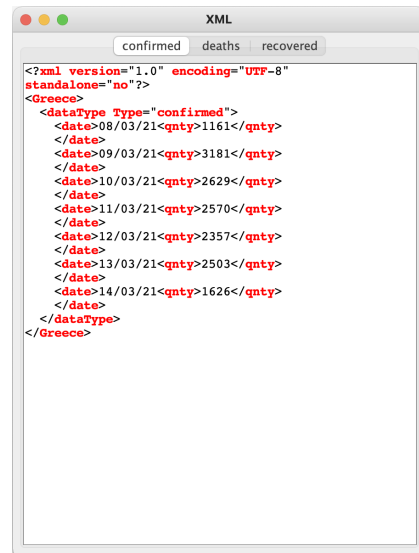 XML
confirmed deaths recovered
<?xml version="1.0" encoding="UTF-8"
standalone="no"?>
<Greece>
  <dataType Type="confirmed">
    <date>08/03/21<qnty>1161</qnty>
    </date>
    <date>09/03/21<qnty>3181</qnty>
    </date>
    <date>10/03/21<qnty>2629</qnty>
    </date>
    <date>11/03/21<qnty>2570</qnty>
    </date>
    <date>12/03/21<qnty>2357</qnty>
    </date>
    <date>13/03/21<qnty>2503</qnty>
    </date>
    <date>14/03/21<qnty>1626</qnty>
    </date>
  </dataType>
</Greece>